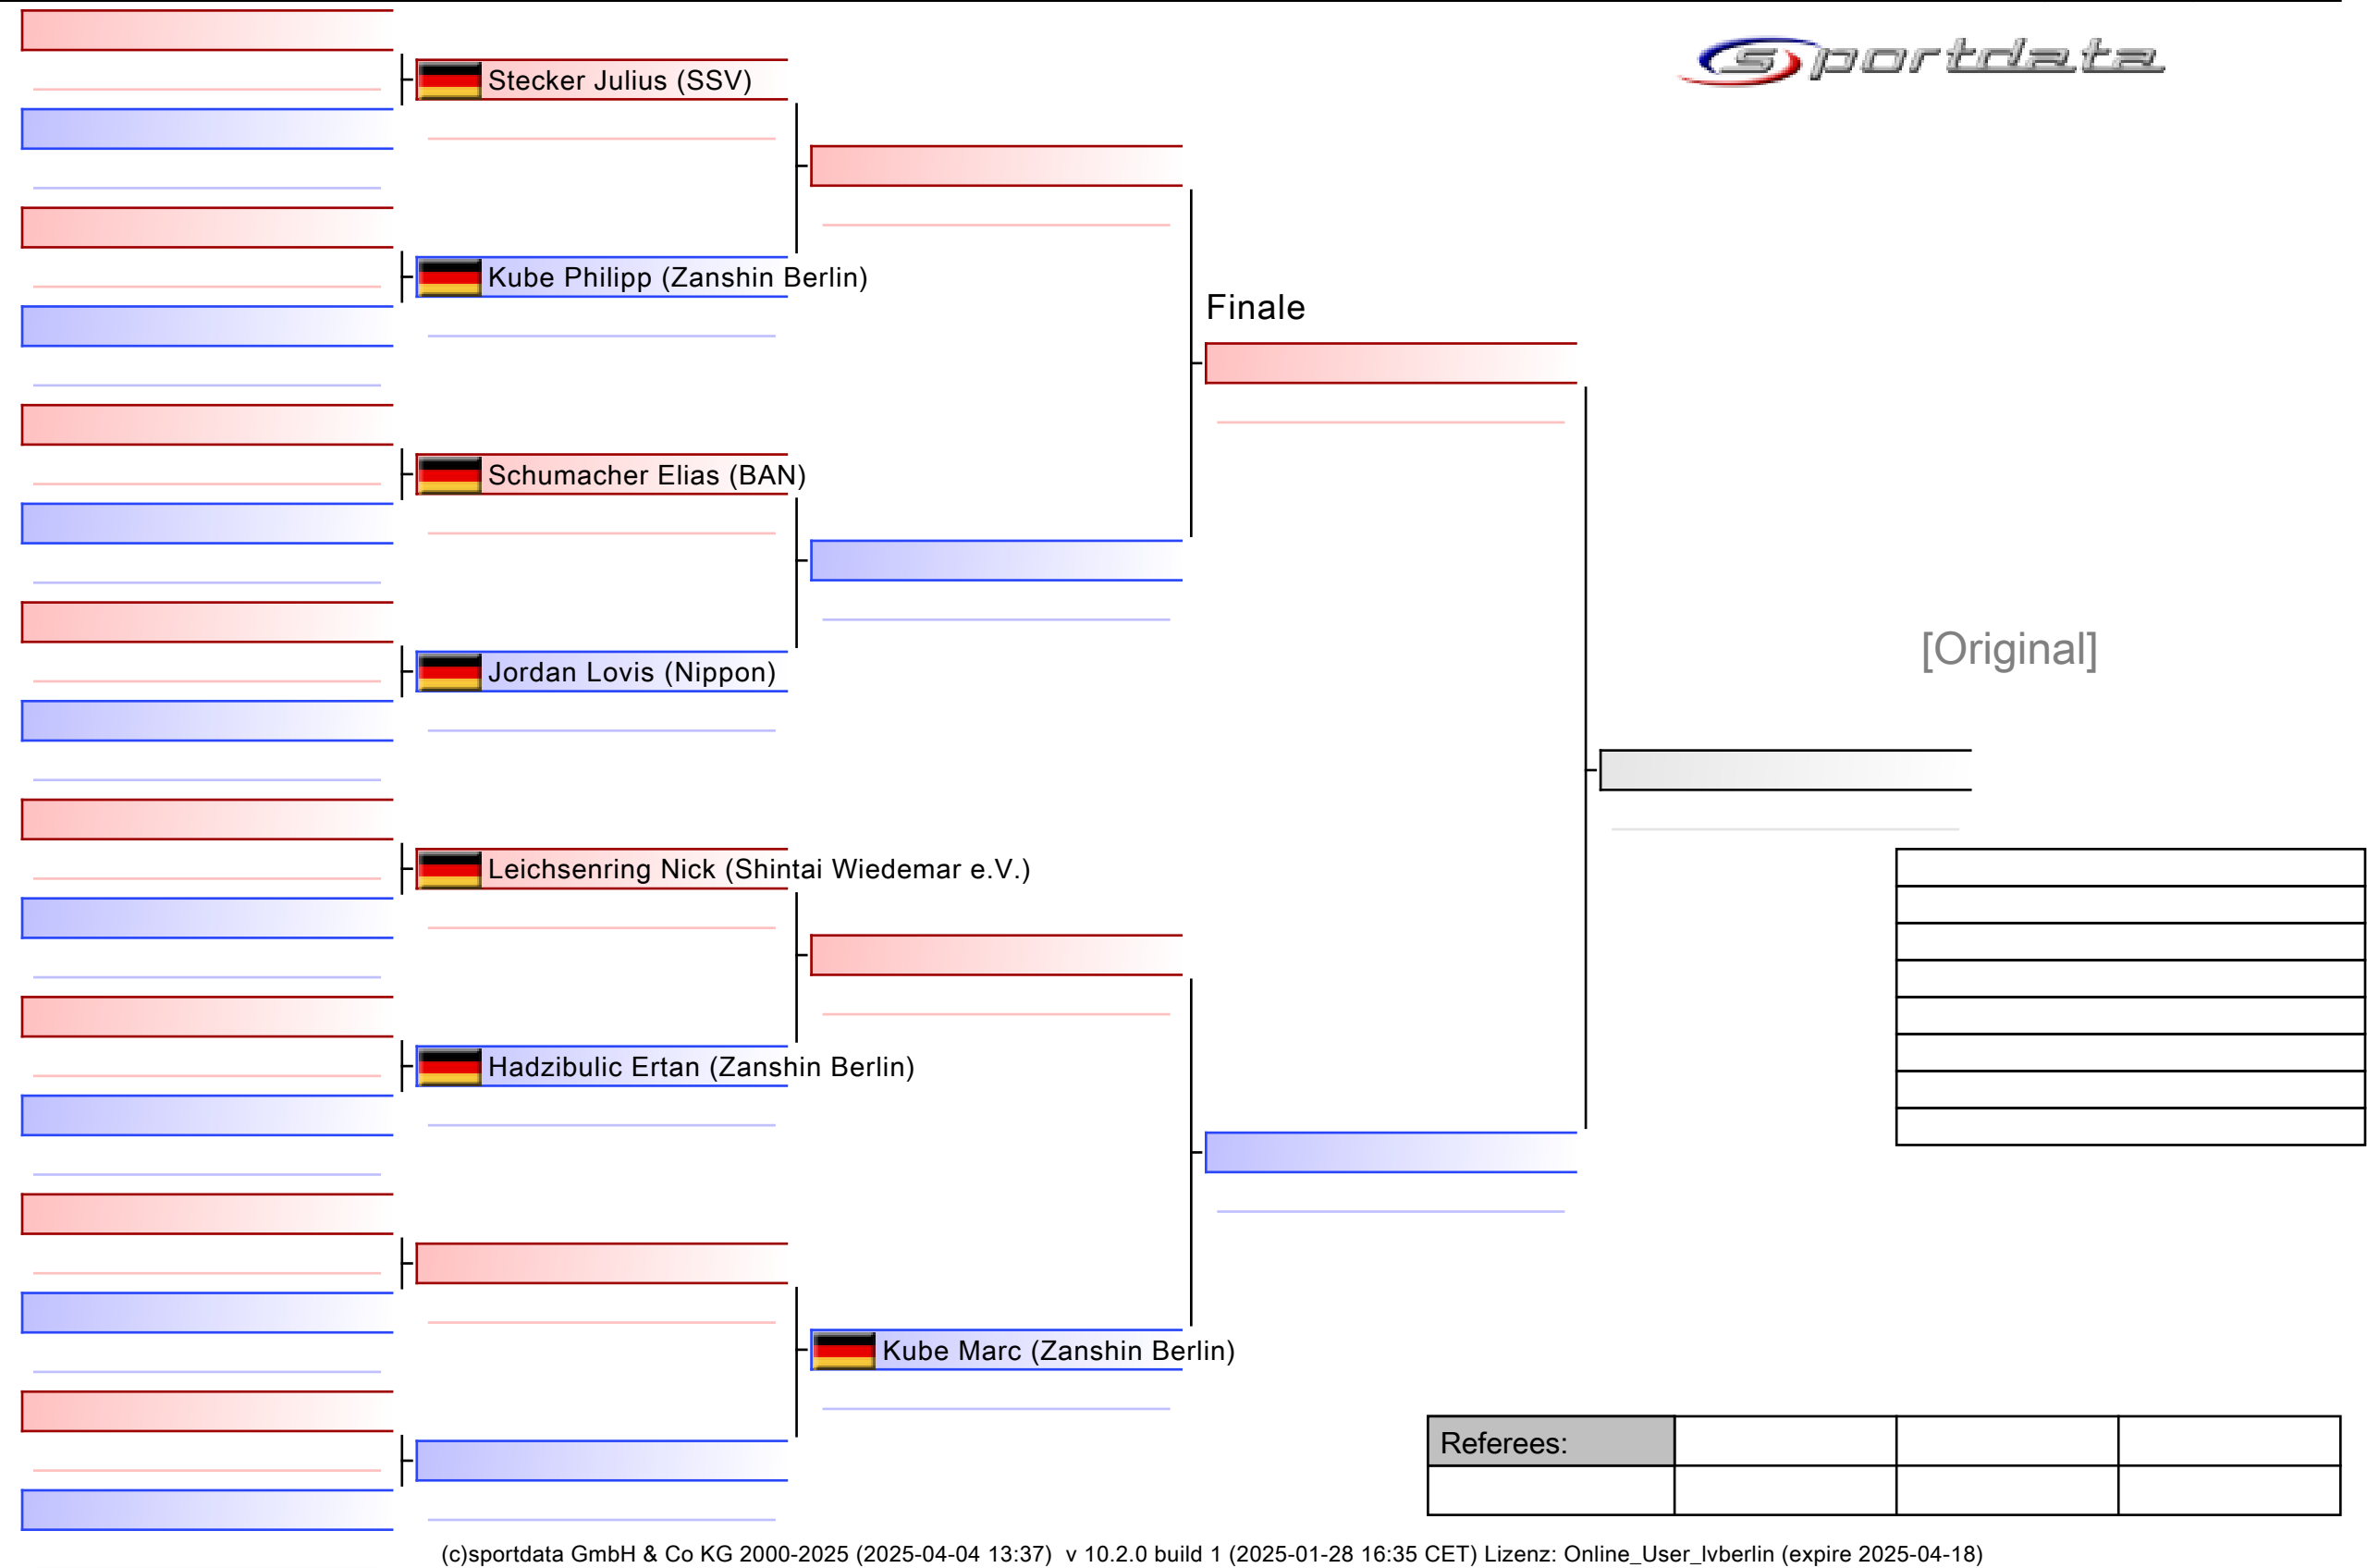 sportdata
Stecker Julius (SSV)
Kube Philipp (Zanshin Berlin)
Finale
Schumacher Elias (BAN)
[Original]
Jordan Lovis (Nippon)
Leichsenring Nick (Shintai Wiedemar e.V.)
Hadzibulic Ertan (Zanshin Berlin)
Kube Marc (Zanshin Berlin)
Referees:
(c)sportdata GmbH & Co KG 2000-2025 (2025-04-04 13:37) v 10.2.0 build 1 (2025-01-28 16:35 CET) Lizenz: Online_User_lvberlin (expire 2025-04-18)